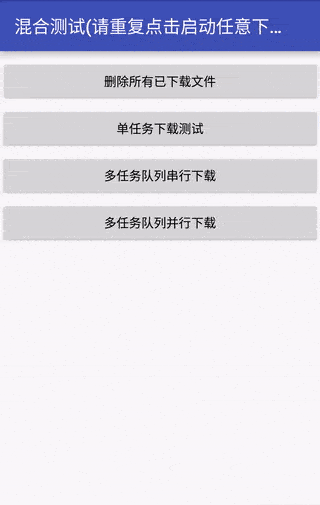 混合测试(请重复点击启动任意下...
删除所有已下载文件
单任务下载测试
多任务队列串行下载
多任务队列并行下载